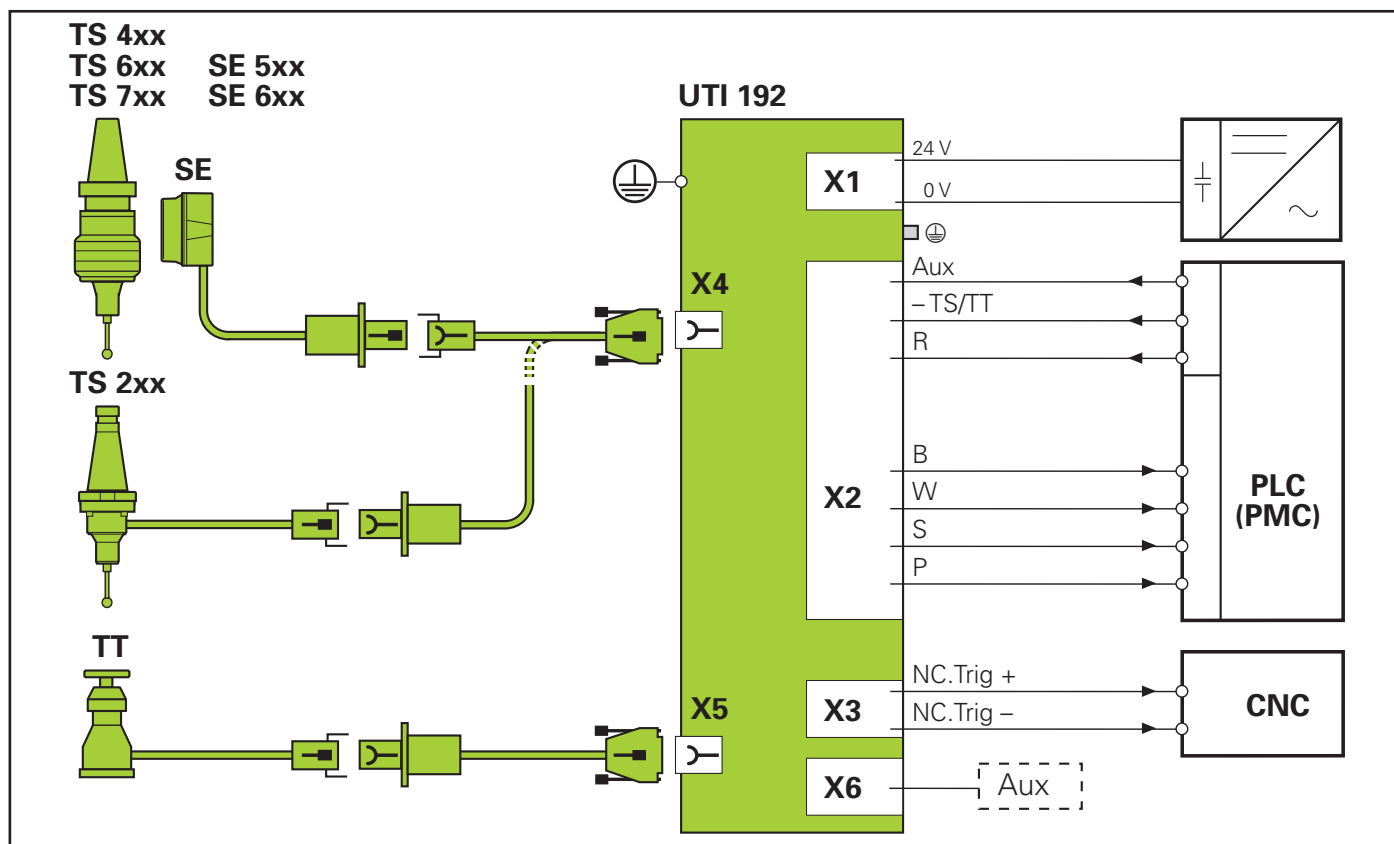 TS 4xx
TS 6xx SE 5xx
TS 7xx SE 6xx
SE
TS 2xx
TT
UTI 192
X4
X5
X1
X2
X3
X6
24 V
0 V
Aux
– TS/TT
R
B
W
S
P
NC.Trig +
NC.Trig –
Aux
PLC
(PMC)
CNC